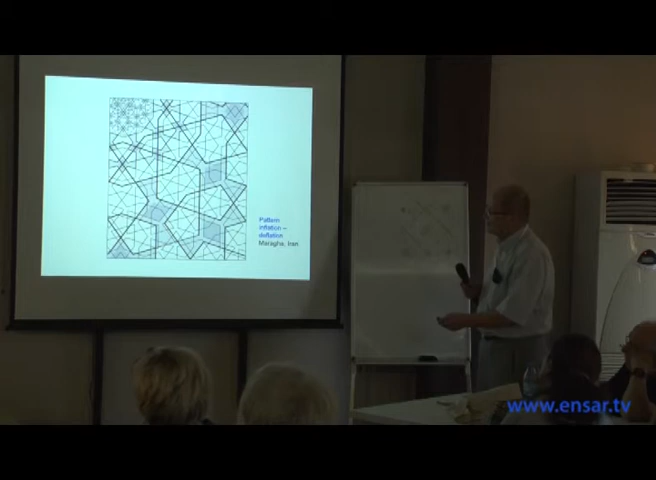 Pattern
inflation –
deflation
Maragha, Iran
www.ensar.tv